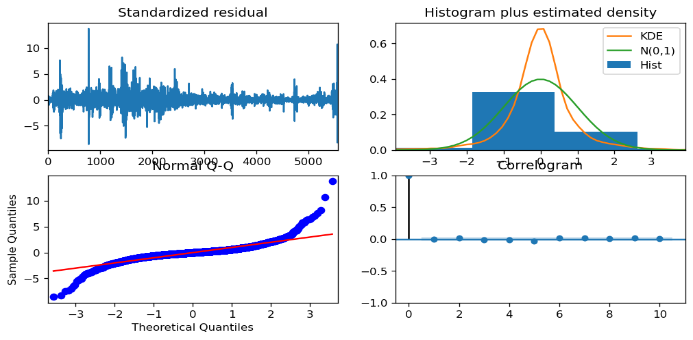 Standardized residual
10
5
0
−5
0 1000 2000 3000 4000 5000
Histogram plus estimated density
0.6
0.4
0.2
0.0
KDE
N(0,1)
Hist
−3 −2 −1 0 1 2 3
Normal Q-Q
Sample Quantiles
10
5
0
−5
−3 −2 −1 0 1 2 3
Theoretical Quantiles
Correlogram
1.0
0.5
0.0
−0.5
−1.0
0 2 4 6 8 10